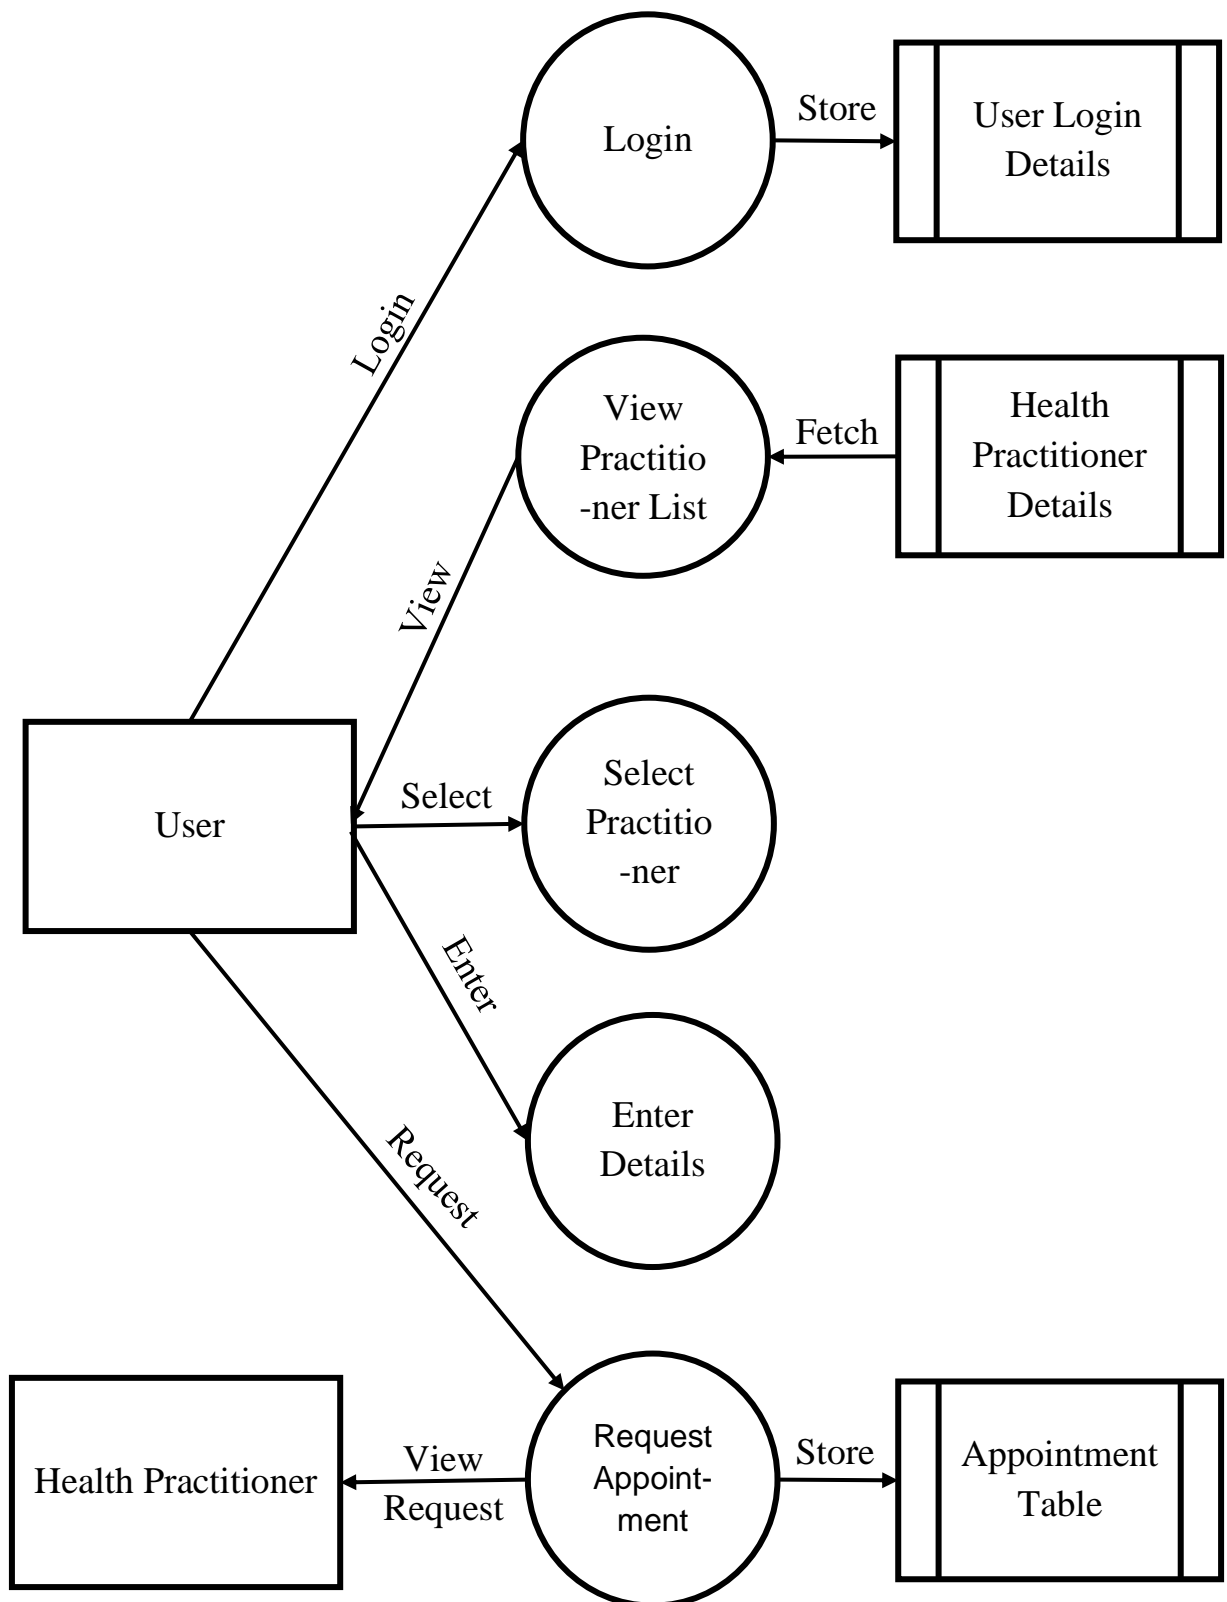 Login
Store
User Login
Details
Login
View
Practitio
-ner List
Fetch
Health
Practitioner
Details
View
User
Select
Select
Practitio
-ner
Enter
Enter
Details
Request
Health Practitioner
View
Request
Request
Appoint-
ment
Store
Appointment
Table